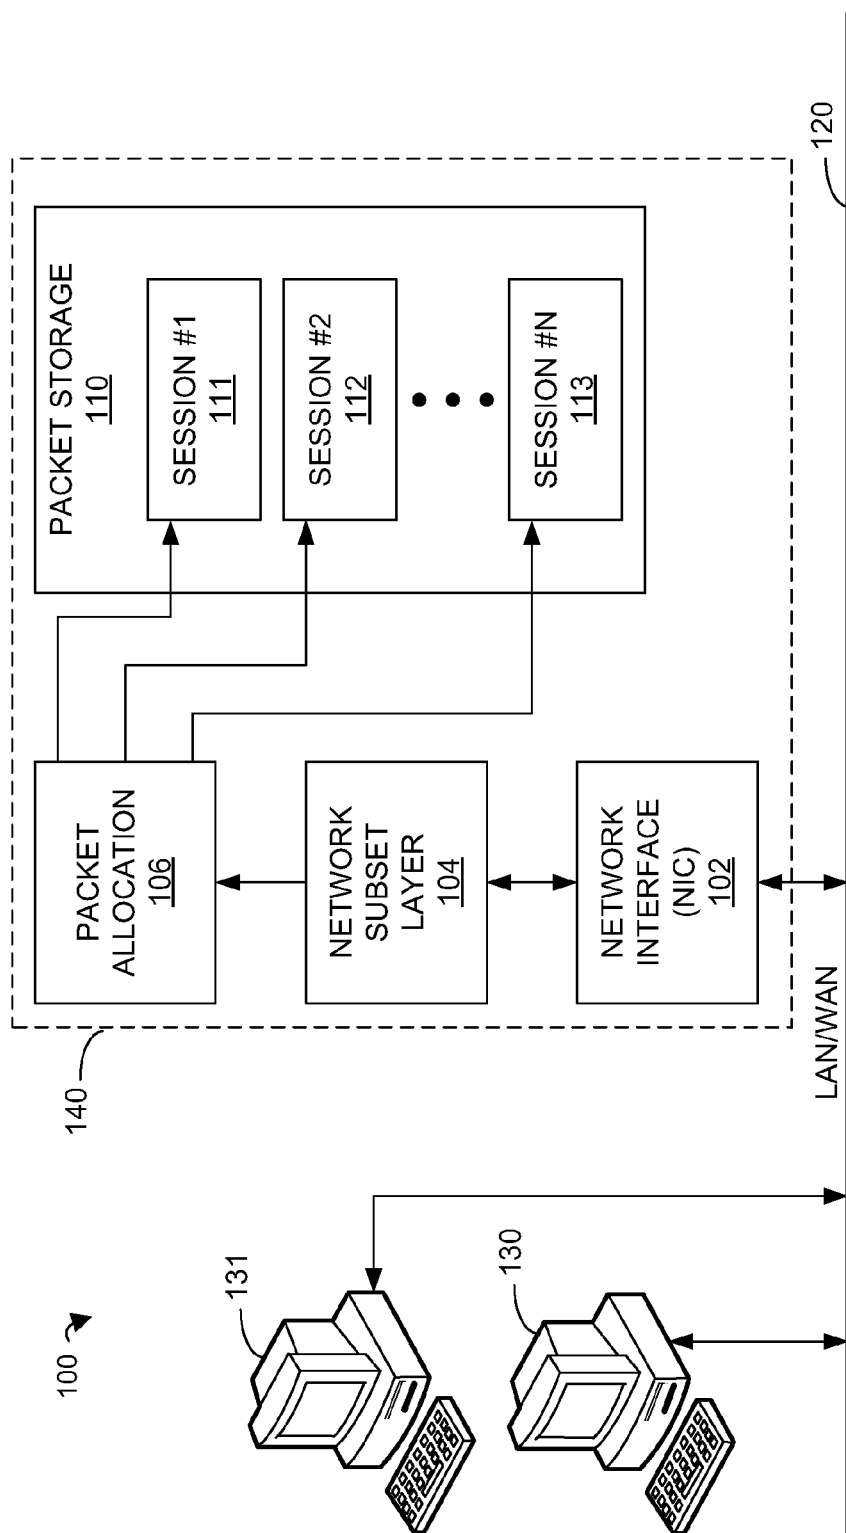 100
131
130
140
PACKET
ALLOCATION
106
NETWORK
SUBSET
LAYER
104
NETWORK
INTERFACE
(NIC)
102
PACKET STORAGE
110
SESSION #1
111
SESSION #2
112
SESSION #N
113
LAN/WAN
120